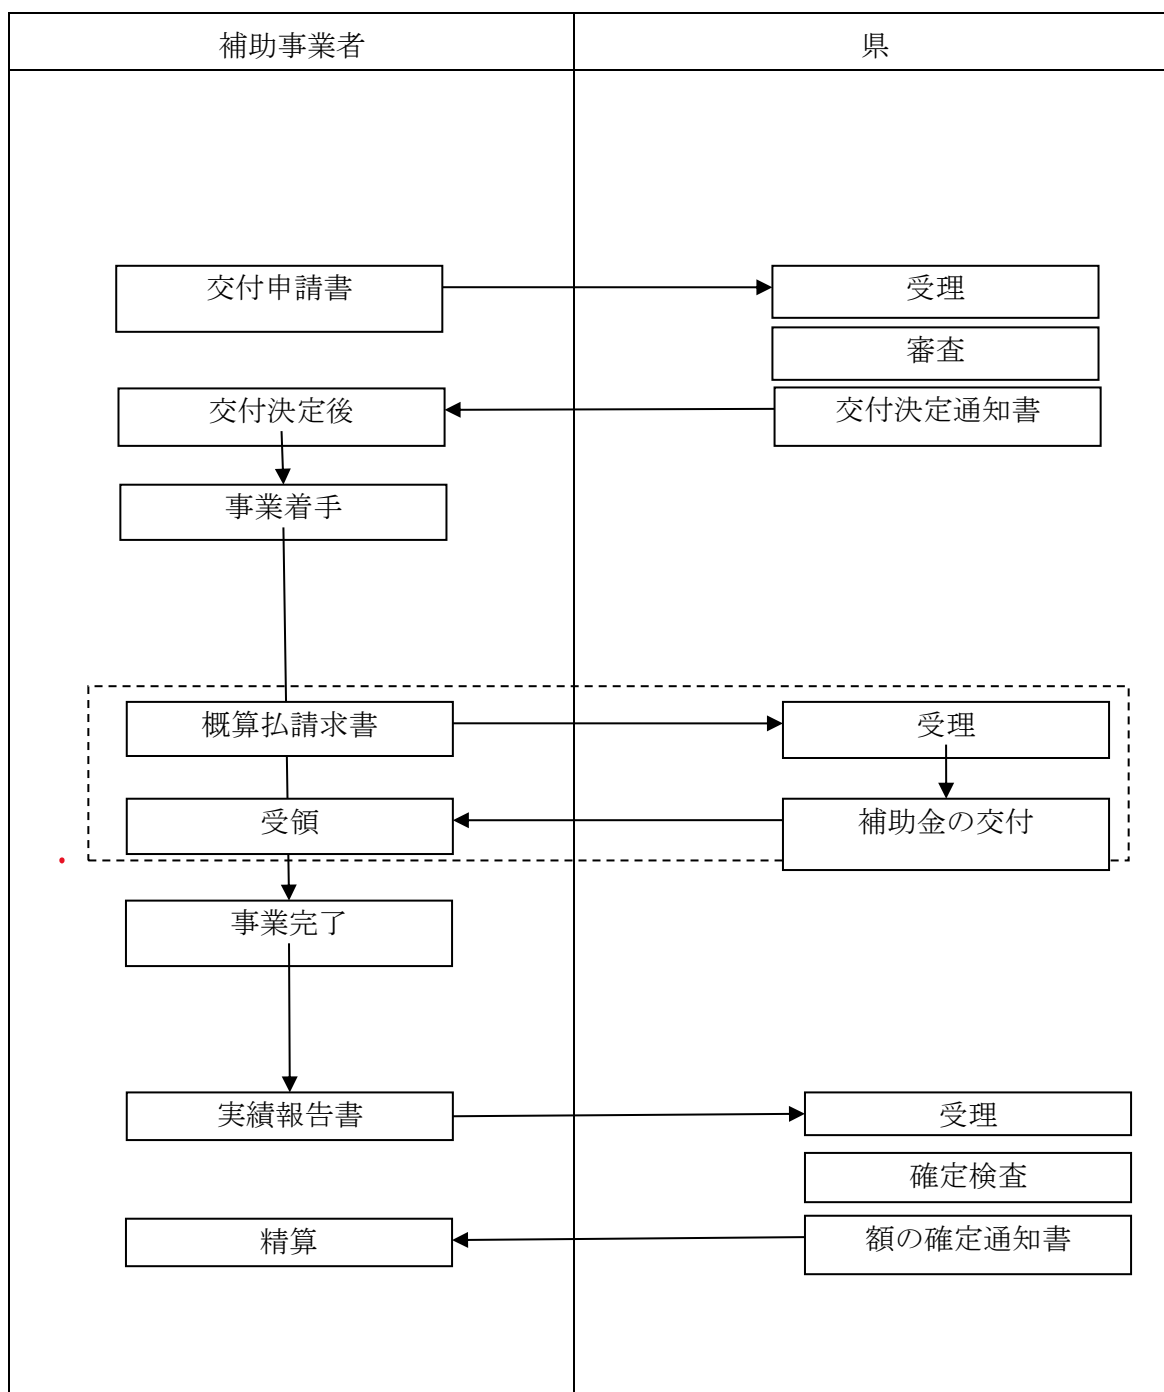 補助事業者
県
交付申請書
受理
審査
交付決定後
交付決定通知書
事業着手
概算払請求書
受理
受領
補助金の交付
事業完了
実績報告書
受理
確定検査
精算
額の確定通知書